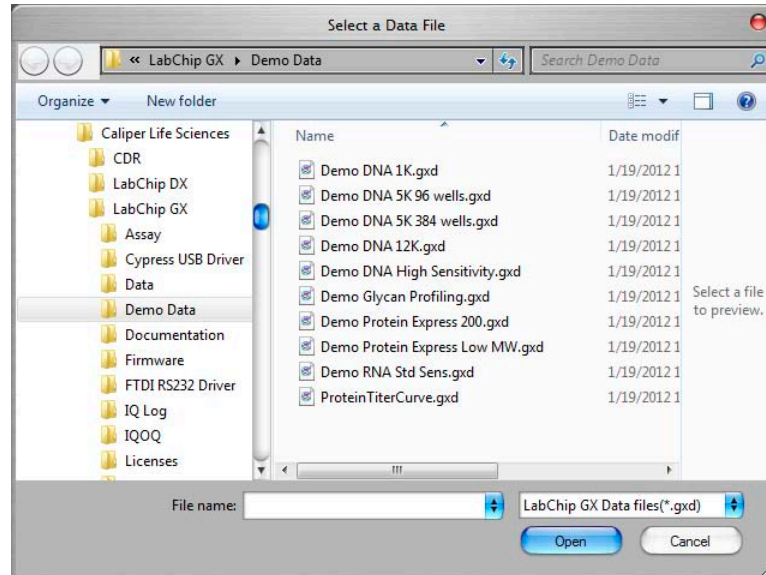 Select a Data File
« LabChip GX ▸ Demo Data
Search Demo Data
Organize ▾ New folder
Caliper Life Sciences
CDR
LabChip DX
LabChip GX
Assay
Cypress USB Driver
Data
Demo Data
Documentation
Firmware
FTDI RS232 Driver
IQ Log
IQOQ
Licenses
Name Date modif
Demo DNA 1K.gxd 1/19/2012 1
Demo DNA 5K 96 wells.gxd 1/19/2012 1
Demo DNA 5K 384 wells.gxd 1/19/2012 1
Demo DNA 12K.gxd 1/19/2012 1
Demo DNA High Sensitivity.gxd 1/19/2012 1
Demo Glycan Profiling.gxd 1/19/2012 1
Demo Protein Express 200.gxd 1/19/2012 1
Demo Protein Express Low MW.gxd 1/19/2012 1
Demo RNA Std Sens.gxd 1/19/2012 1
ProteinTiterCurve.gxd 1/19/2012 1
Select a file
to preview.
File name: LabChip GX Data files(*.gxd)
Open Cancel